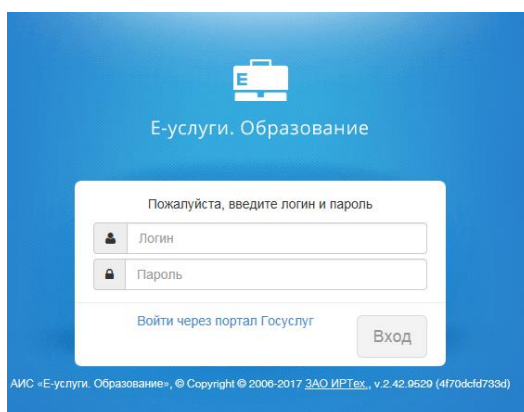 E
Е-услуги. Образование
Пожалуйста, введите логин и пароль
Логин
Пароль
Войти через портал Госуслуг
Вход
АИС «Е-услуги. Образование», © Copyright © 2006-2017 ЗАО ИРТех,, v.2.42.9529 (4f70dcfd733d)